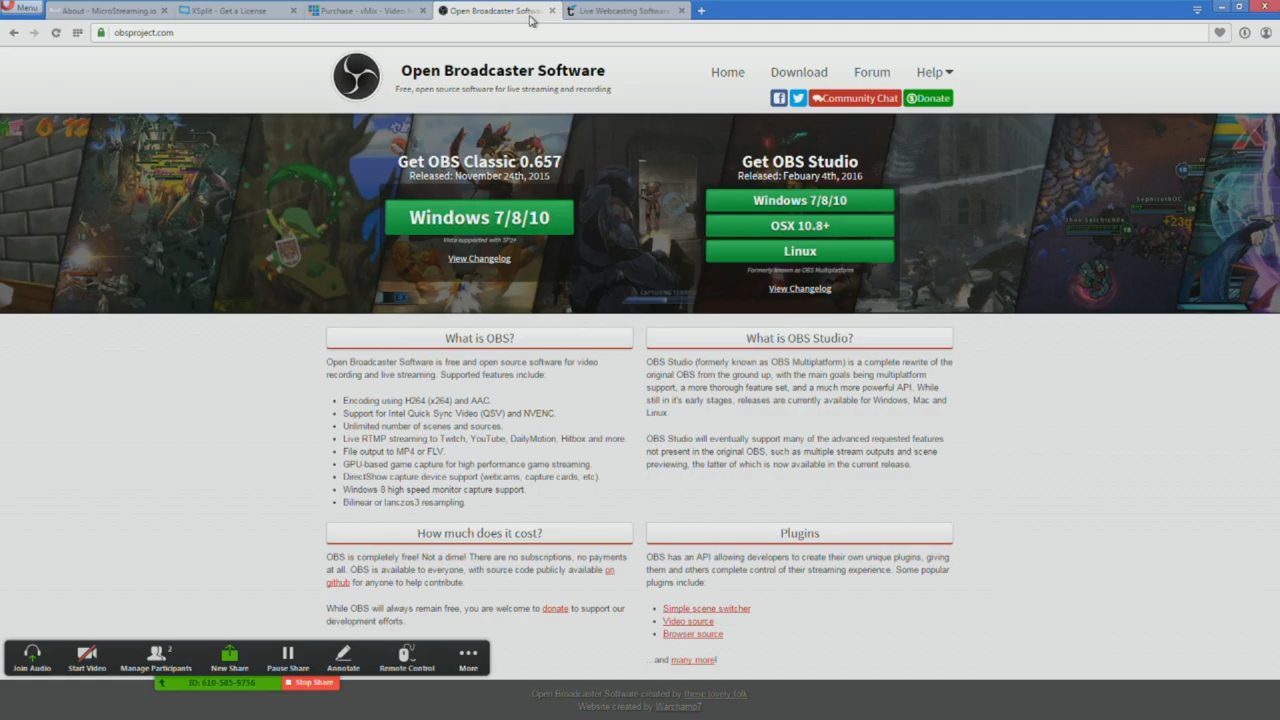 Menu
About - MicroStreaming.io
XSplit - Get a License
Purchase - vMix - Video
Open Broadcaster Softwa
Live Webcasting Software
obsproject.com
Open Broadcaster Software
Free, open source software for live streaming and recording
Home
Download
Forum
Help
Community Chat
Donate
Get OBS Classic 0.657
Released: November 24th, 2015
Windows 7/8/10
Vista supported with SP2*
View Changelog
Get OBS Studio
Released: Febuary 4th, 2016
Windows 7/8/10
OSX 10.8+
Linux
Formerly known as OBS Multiplatform
View Changelog
SephirothDC
+23g
What is OBS?
Open Broadcaster Software is free and open source software for video
recording and live streaming. Supported features include:
Encoding using H264 (x264) and AAC.
Support for Intel Quick Sync Video (QSV) and NVENC.
Unlimited number of scenes and sources.
Live RTMP streaming to Twitch, YouTube, DailyMotion, Hitbox and more.
File output to MP4 or FLV.
GPU-based game capture for high performance game streaming.
DirectShow capture device support (webcams, capture cards, etc).
Windows 8 high speed monitor capture support.
Bilinear or lanczos3 resampling.
What is OBS Studio?
OBS Studio (formerly known as OBS Multiplatform) is a complete rewrite of the
original OBS from the ground up, with the main goals being multiplatform
support, a more thorough feature set, and a much more powerful API. While
still in it's early stages, releases are currently available for Windows, Mac and
Linux.
OBS Studio will eventually support many of the advanced requested features
not present in the original OBS, such as multiple stream outputs and scene
previewing, the latter of which is now available in the current release.
How much does it cost?
OBS is completely free! Not a dime! There are no subscriptions, no payments
at all. OBS is available to everyone, with source code publicly available on
github for anyone to help contribute.
While OBS will always remain free, you are welcome to donate to support our
development efforts.
Plugins
OBS has an API allowing developers to create their own unique plugins, giving
them and others complete control of their streaming experience. Some popular
plugins include:
Simple scene switcher
Video source
Browser source
...and many more!
Join Audio
Start Video
2
Manage Participants
New Share
Pause Share
Annotate
Remote Control
More
ID: 610-585-9756
Stop Share
Open Broadcaster Software created by these lovely folk
Website created by Warchamp7